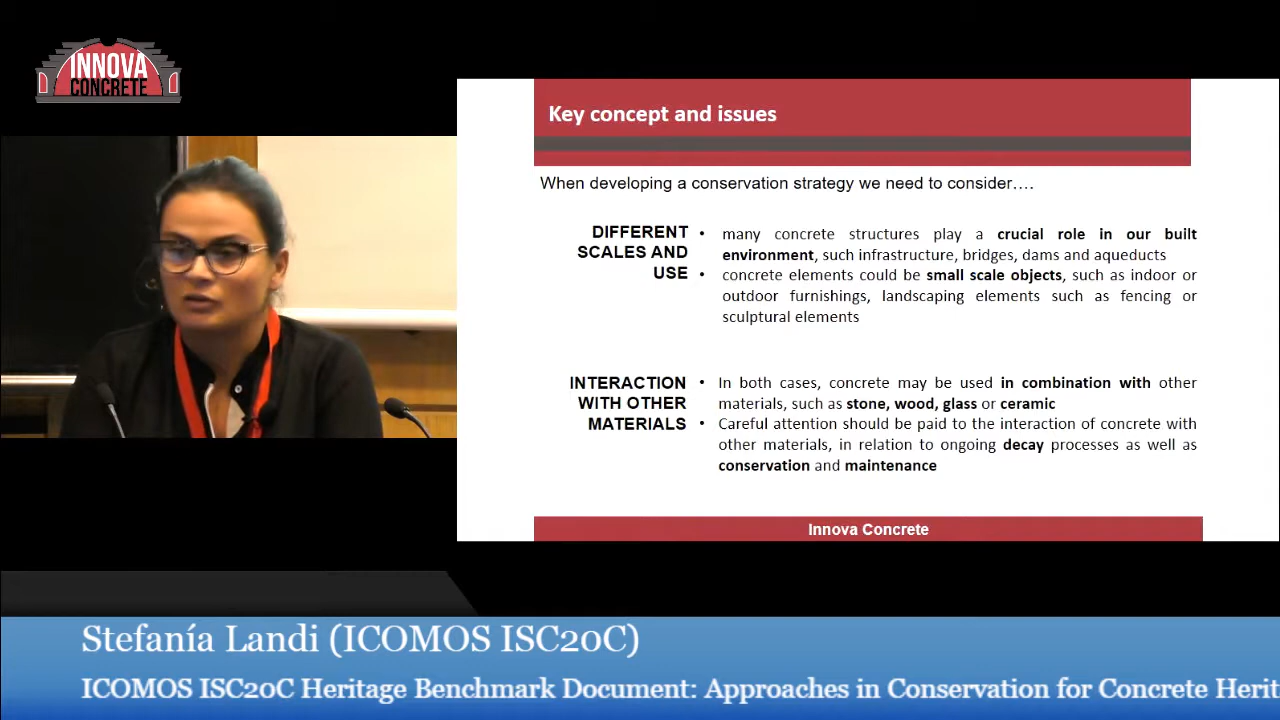 INNOVA
CONCRETE
Key concept and issues
When developing a conservation strategy we need to consider….
DIFFERENT
SCALES AND
USE
• many concrete structures play a crucial role in our built
environment, such infrastructure, bridges, dams and aqueducts
• concrete elements could be small scale objects, such as indoor or
outdoor furnishings, landscaping elements such as fencing or
sculptural elements
INTERACTION
WITH OTHER
MATERIALS
• In both cases, concrete may be used in combination with other
materials, such as stone, wood, glass or ceramic
• Careful attention should be paid to the interaction of concrete with
other materials, in relation to ongoing decay processes as well as
conservation and maintenance
Innova Concrete
Stefanía Landi (ICOMOS ISC20C)
ICOMOS ISC20C Heritage Benchmark Document: Approaches in Conservation for Concrete Herit